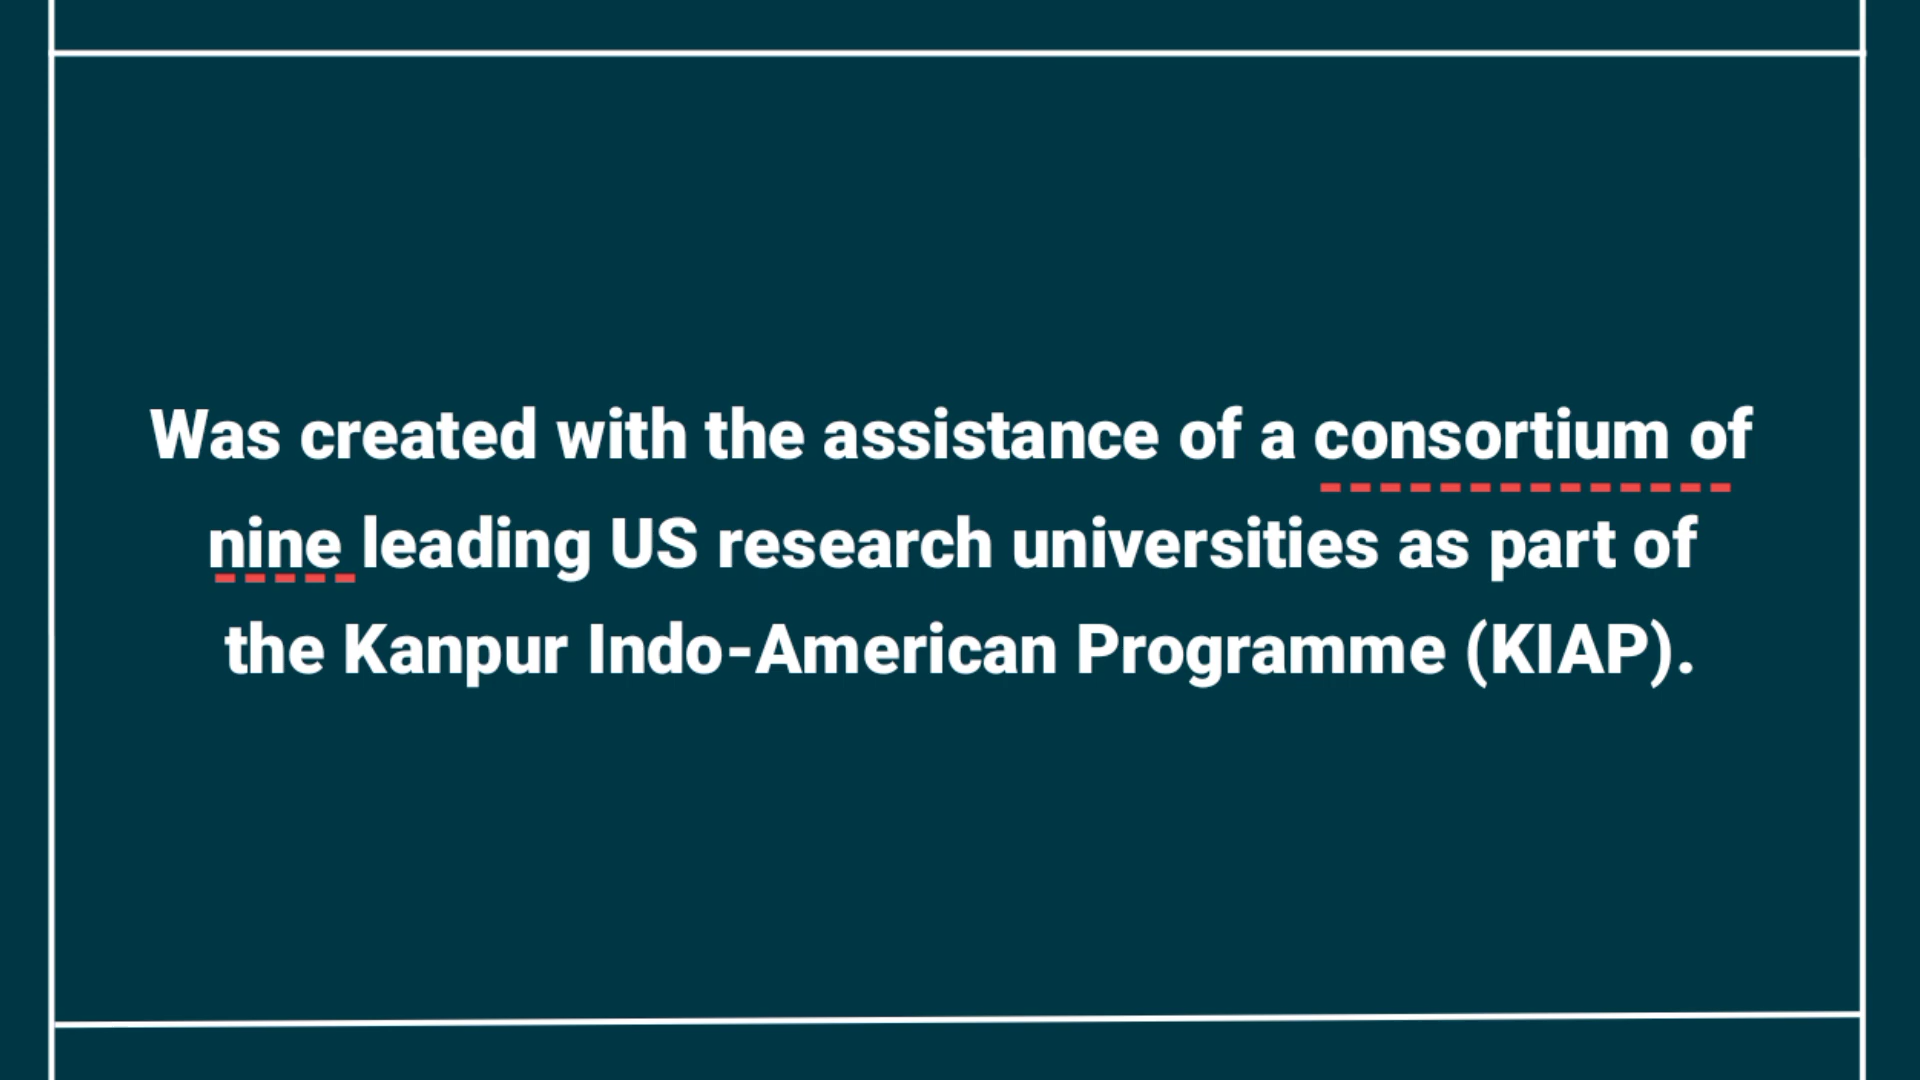 Was created with the assistance of a consortium of
nine leading US research universities as part of
the Kanpur Indo-American Programme (KIAP).